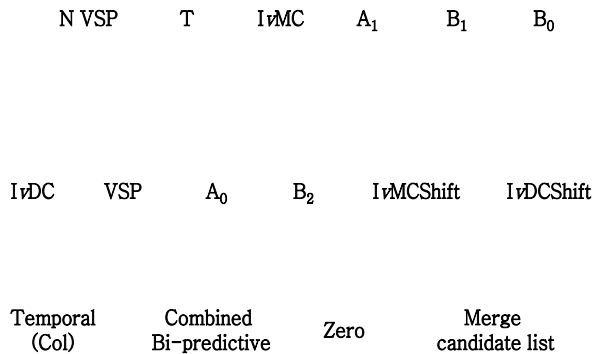 N VSP T IvMC A₁ B₁ B₀
IvDC VSP A₀ B₂ IvMCShift IvDCShift
Temporal (Col)
Combined Bi-predictive
Zero
Merge candidate list